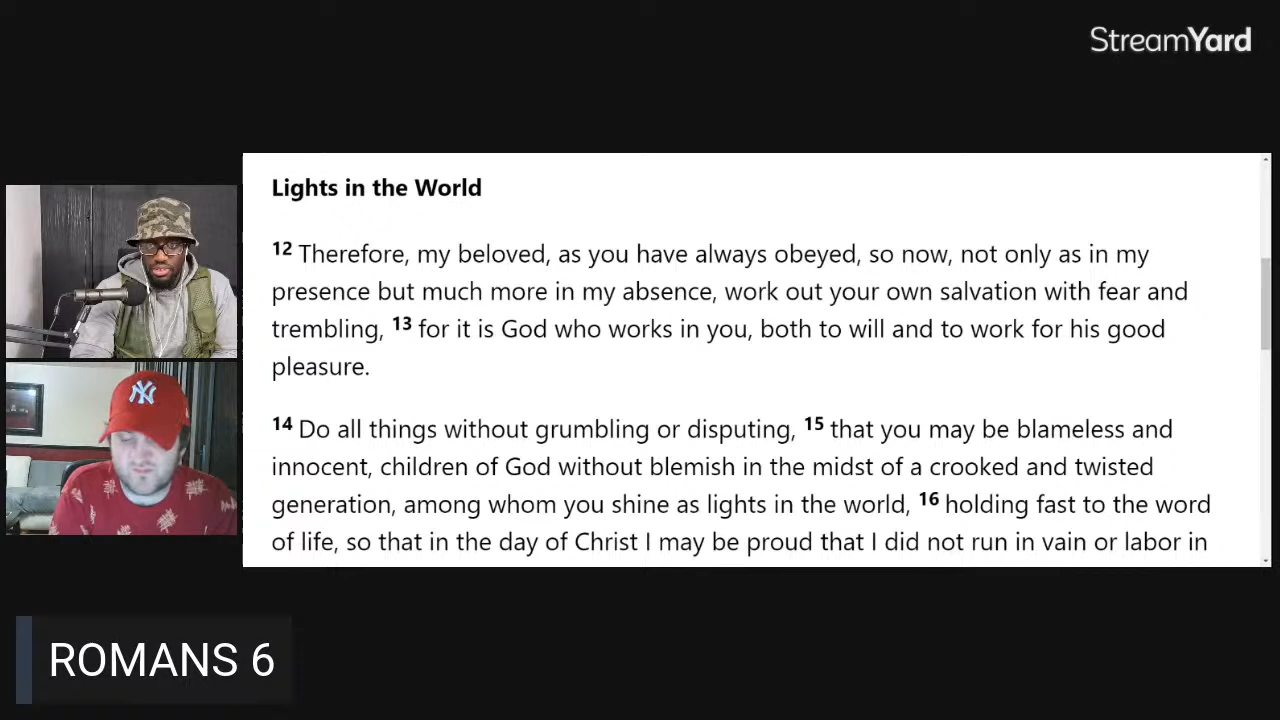 StreamYard
Lights in the World
12 Therefore, my beloved, as you have always obeyed, so now, not only as in my
presence but much more in my absence, work out your own salvation with fear and
trembling, 13 for it is God who works in you, both to will and to work for his good
pleasure.
14 Do all things without grumbling or disputing, 15 that you may be blameless and
innocent, children of God without blemish in the midst of a crooked and twisted
generation, among whom you shine as lights in the world, 16 holding fast to the word
of life, so that in the day of Christ I may be proud that I did not run in vain or labor in
NY
ROMANS 6